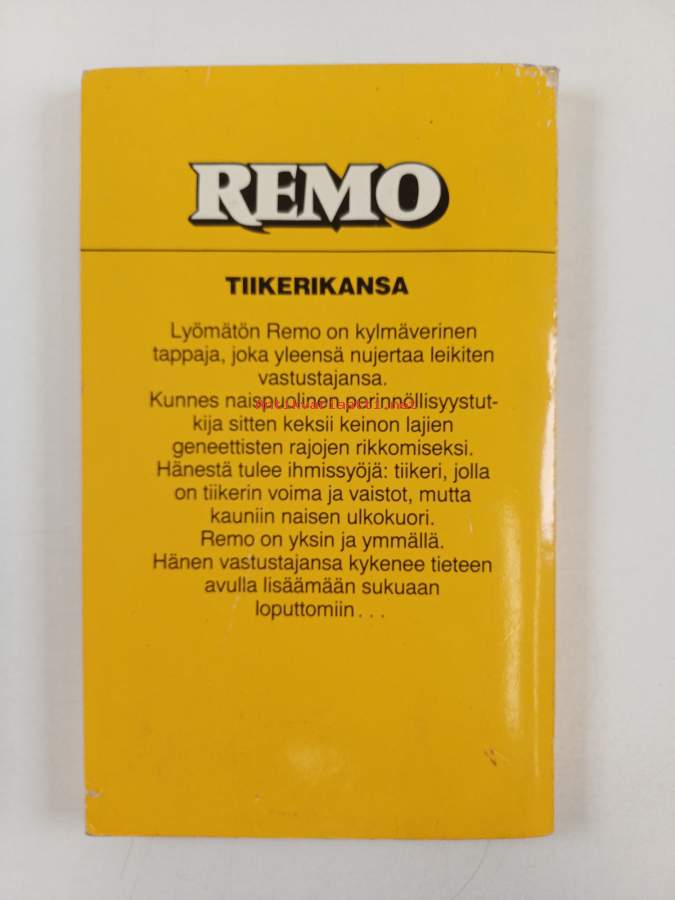 REMO
TIIKERIKANSA
Lyömätön Remo on kylmäverinen
tappaja, joka yleensä nujertaa leikiten
vastustajansa.
Kunnes naispuolinen perinnöllisyystut-
kija sitten keksii keinon lajien
geneettisten rajojen rikkomiseksi.
Hänestä tulee ihmissyöjä: tiikeri, jolla
on tiikerin voima ja vaistot, mutta
kauniin naisen ulkokuori.
Remo on yksin ja ymmällä.
Hänen vastustajansa kykenee tieteen
avulla lisäämään sukuaan
loputtomiin...